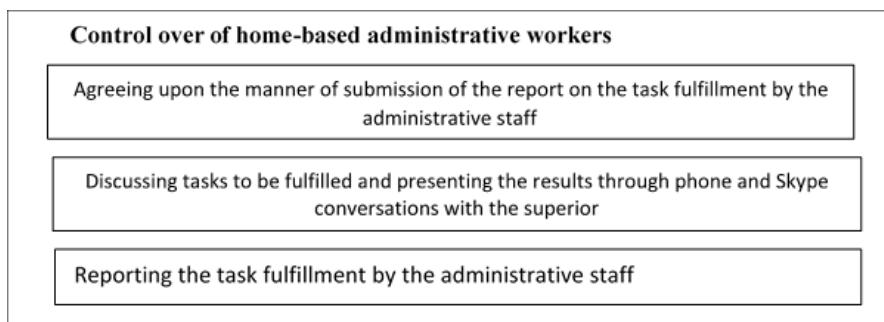 Control over of home-based administrative workers
Agreeing upon the manner of submission of the report on the task fulfillment by the
administrative staff
Discussing tasks to be fulfilled and presenting the results through phone and Skype
conversations with the superior
Reporting the task fulfillment by the administrative staff